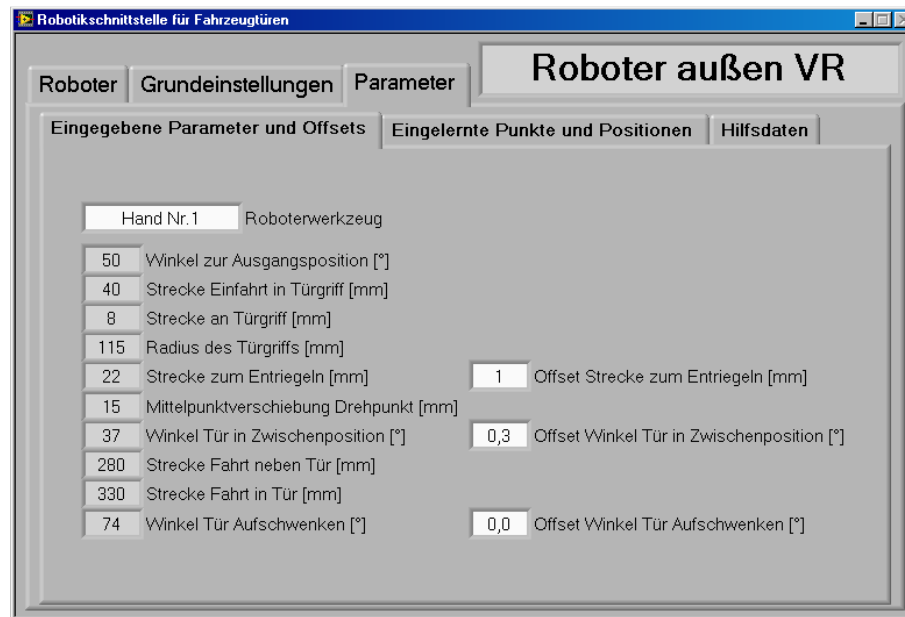 Robotikschnittstelle für Fahrzeugtüren
Roboter außen VR
Roboter Grundeinstellungen Parameter
Eingegebene Parameter und Offsets Eingelernte Punkte und Positionen Hilfsdaten
Hand Nr.1 Roboterwerkzeug
50 Winkel zur Ausgangsposition [°]
40 Strecke Einfahrt in Türgriff [mm]
8 Strecke an Türgriff [mm]
115 Radius des Türgriffs [mm]
22 Strecke zum Entriegeln [mm] 1 Offset Strecke zum Entriegeln [mm]
15 Mittelpunktverschiebung Drehpunkt [mm]
37 Winkel Tür in Zwischenposition [°] 0,3 Offset Winkel Tür in Zwischenposition [°]
280 Strecke Fahrt neben Tür [mm]
330 Strecke Fahrt in Tür [mm]
74 Winkel Tür Aufschwenken [°] 0,0 Offset Winkel Tür Aufschwenken [°]